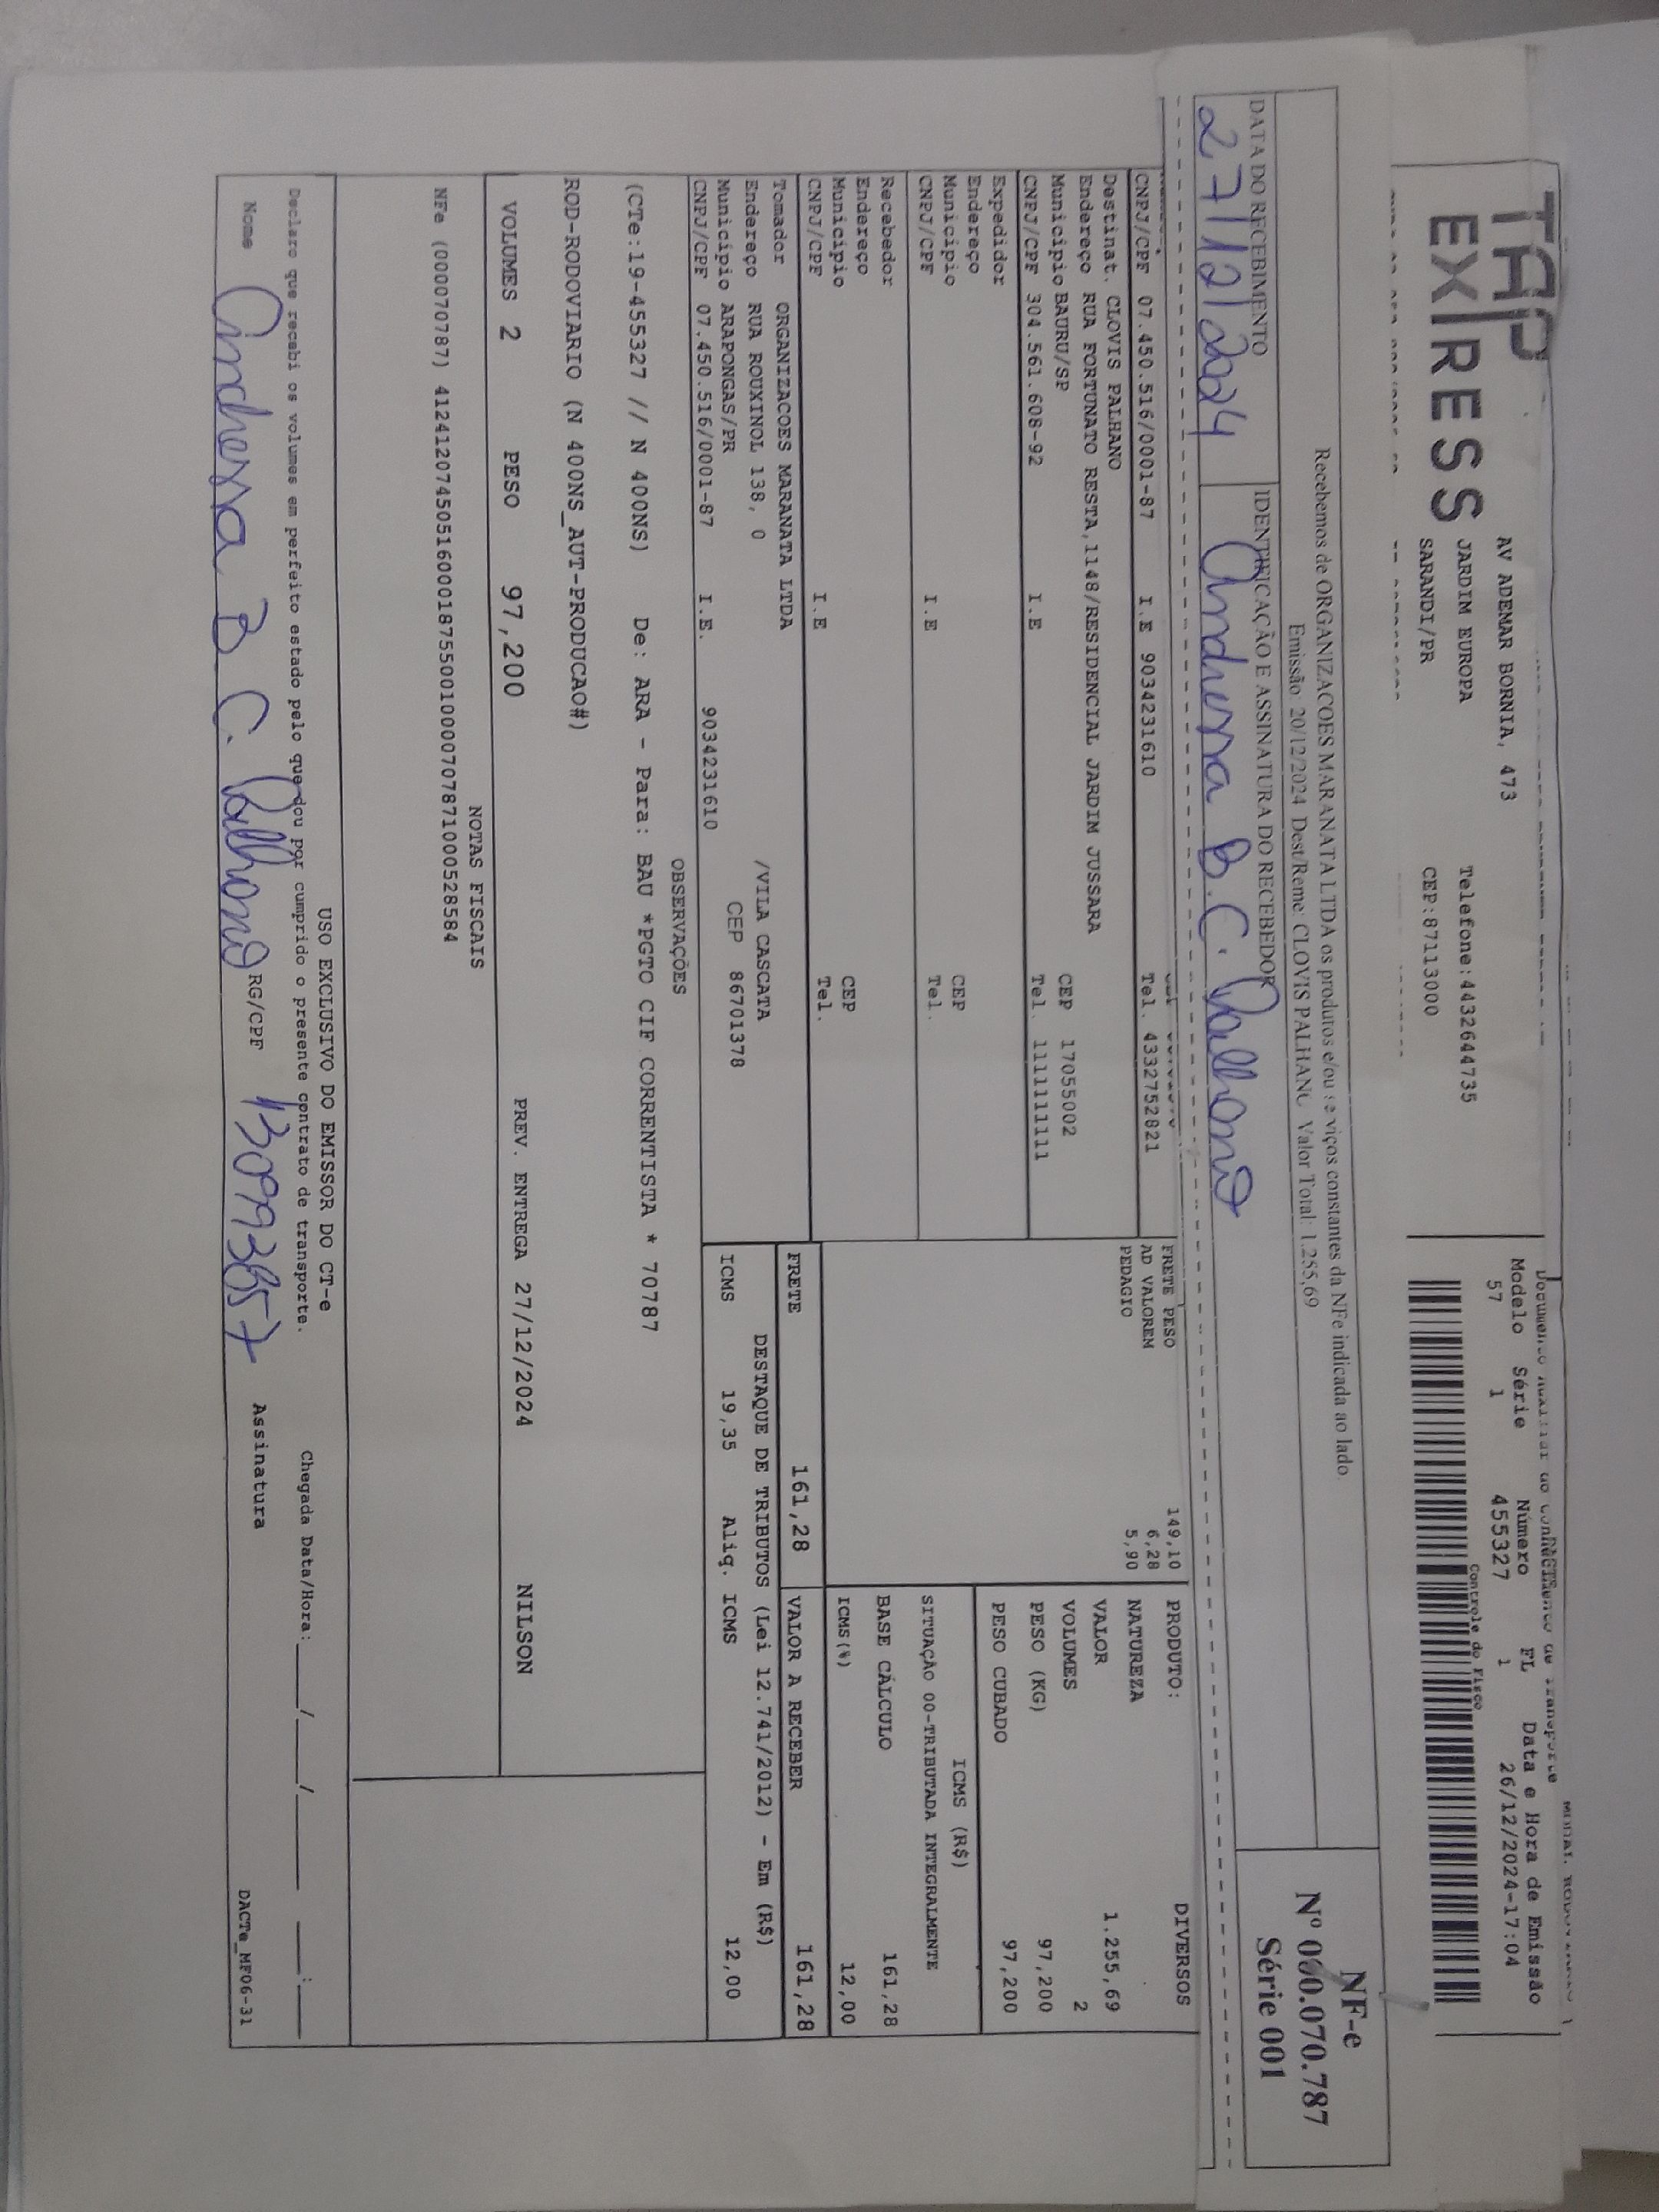 TAP
EXPRESS
AV ADEMAR BORNIA, 473
JARDIM EUROPA
SARANDI/PR
Telefone:4432644735
CEP:87113000
Modelo Série Número FL Data e Hora de Emissão
57 1 455327 1 26/12/2024-17:04
Controle do Fisco
Recebemos de ORGANIZACOES MARANATA LTDA os produtos e/ou serviços constantes da NFe indicada ao lado
Emissão 20/12/2024 Dest/Reme: CLOVIS PALHANO Valor Total: 1.255,69
DATA DO RECEBIMENTO
27/12/2024
IDENTIFICAÇÃO E ASSINATURA DO RECEBEDOR
Andressa B. C. Palhano
NF-e
Nº 000.070.787
Série 001
CNPJ/CPF 07.450.516/0001-87 I.E 9034231610 Tel. 4332752821
Destinat. CLOVIS PALHANO
Endereço RUA FORTUNATO RESTA,1148/RESIDENCIAL JARDIM JUSSARA
Município BAURU/SP CEP 17055002
CNPJ/CPF 304.561.608-92 I.E Tel. 1111111111
Expedidor
Endereço
Município CEP
CNPJ/CPF I.E Tel.
Recebedor
Endereço
Município CEP
CNPJ/CPF I.E Tel.
Tomador ORGANIZACOES MARANATA LTDA
Endereço RUA ROUXINOL 138, 0 /VILA CASCATA
Município ARAPONGAS/PR CEP 86701378
CNPJ/CPF 07.450.516/0001-87 I.E. 9034231610
FRETE PESO 149,10
AD VALOREM 6,28
PEDAGIO 5,90
PRODUTO: DIVERSOS
NATUREZA
VALOR 1.255,69
VOLUMES 2
PESO (KG) 97,200
PESO CUBADO 97,200
ICMS (R$)
SITUAÇÃO 00-TRIBUTADA INTEGRALMENTE
BASE CÁLCULO 161,28
ICMS(%) 12,00
FRETE 161,28 VALOR A RECEBER 161,28
DESTAQUE DE TRIBUTOS (Lei 12.741/2012) - Em (R$)
ICMS 19,35 Aliq. ICMS 12,00
OBSERVAÇÕES
(CTe:19-455327 // N 400NS) De: ARA - Para: BAU *PGTO CIF CORRENTISTA * 70787
ROD-RODOVIARIO (N 400NS_AUT-PRODUCAO#)
VOLUMES 2 PESO 97,200 PREV. ENTREGA 27/12/2024 NILSON
NOTAS FISCAIS
NFe (000070787) 41241207450516000187550010000707871000528584
USO EXCLUSIVO DO EMISSOR DO CT-e
Declaro que recebi os volumes em perfeito estado pelo que dou por cumprido o presente contrato de transporte. Chegada Data/Hora:____/____/____ ___:___
Nome Andressa B C. Palhano RG/CPF Assinatura
DACTe_MF06-31